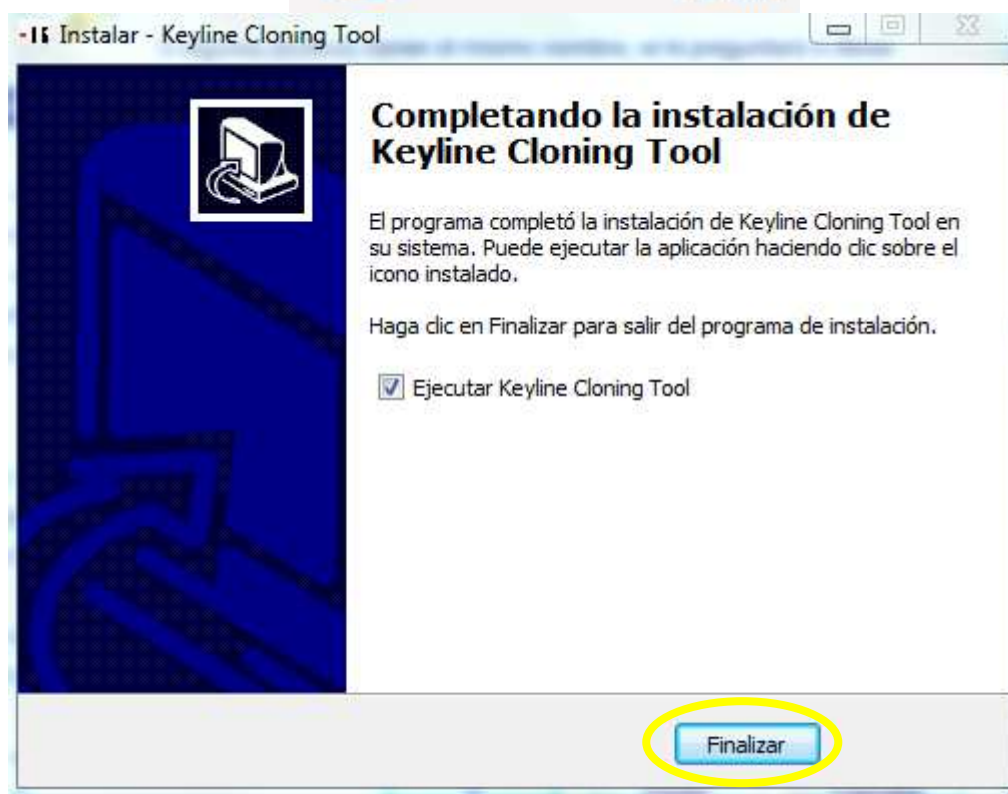 Instalar - Keyline Cloning Tool
Completando la instalación de
Keyline Cloning Tool
El programa completó la instalación de Keyline Cloning Tool en
su sistema. Puede ejecutar la aplicación haciendo clic sobre el
icono instalado.
Haga clic en Finalizar para salir del programa de instalación.
Ejecutar Keyline Cloning Tool
Finalizar